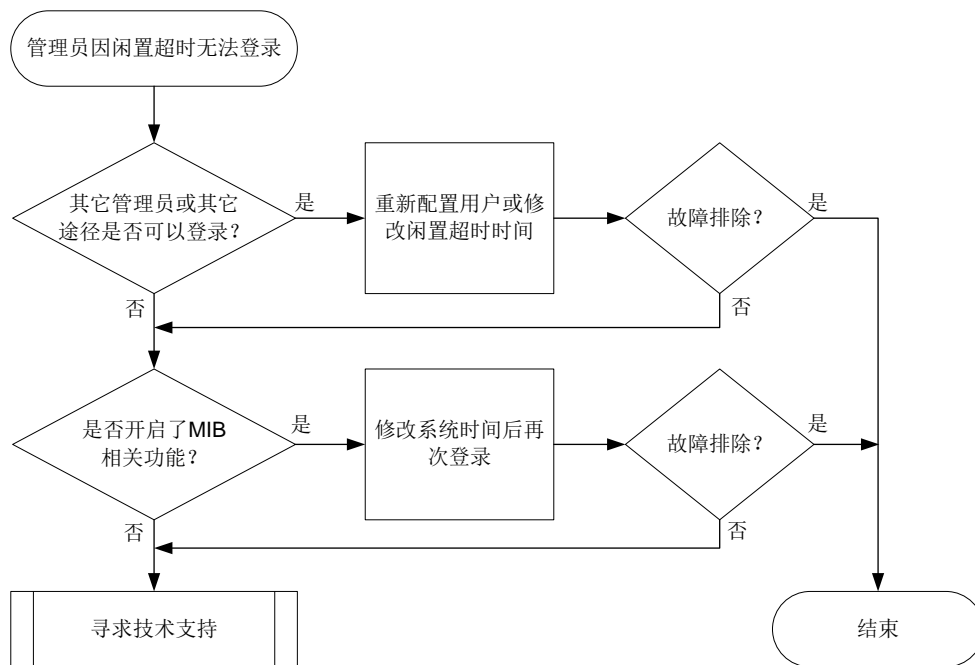 管理员因闲置超时无法登录
其它管理员或其它
途径是否可以登录？
是
重新配置用户或修
改闲置超时时间
故障排除？
是
否
否
是否开启了MIB
相关功能？
是
修改系统时间后再
次登录
故障排除？
是
否
否
寻求技术支持
结束